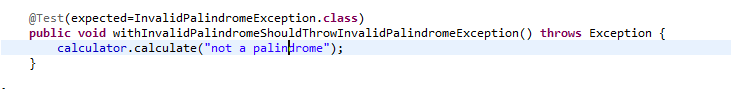 @Test(expected=InvalidPalindromeException.class)
public void withInvalidPalindromeShouldThrowInvalidPalindromeException() throws Exception {
calculator.calculate("not a palindrome");
}